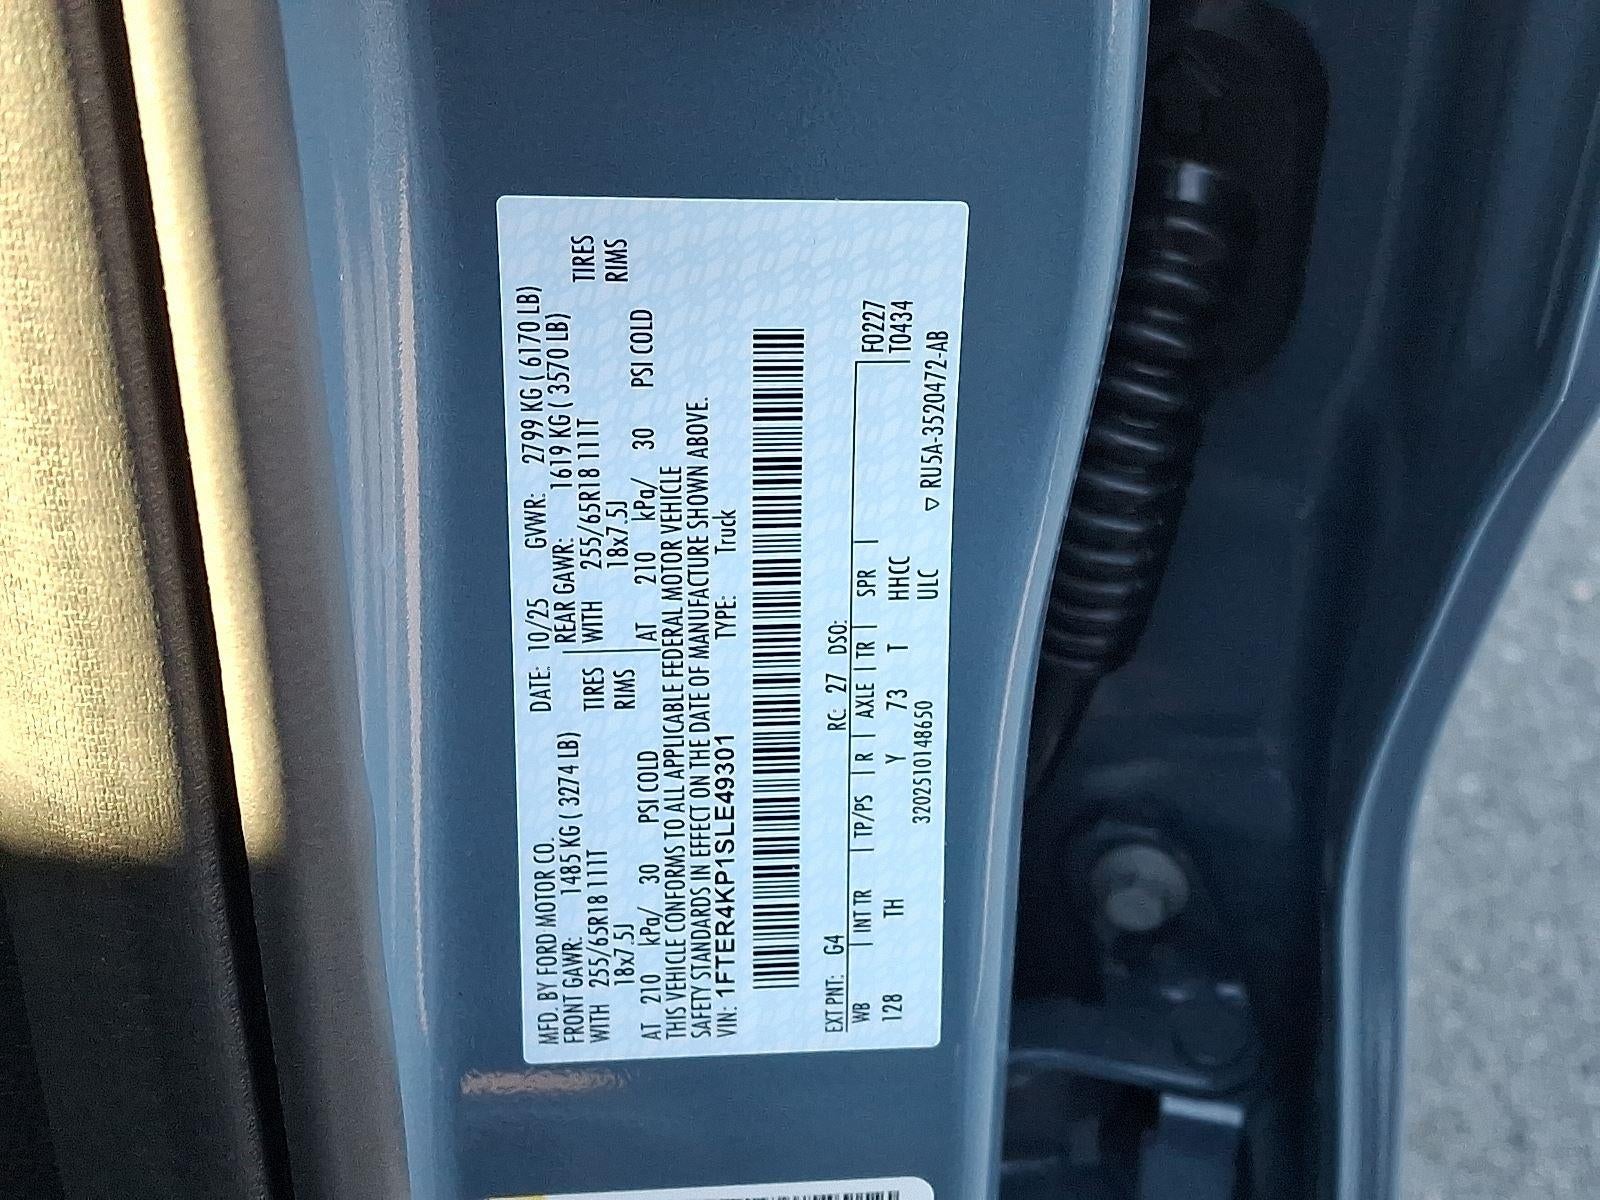 MFD. BY FORD MOTOR CO. DATE: 10/25 GVWR: 2799 KG ( 6170 LB)
FRONT GAWR: 1485 KG ( 3274 LB) REAR GAWR: 1619 KG ( 3570 LB)
WITH 255/65R18 111T TIRES WITH 255/65R18 111T TIRES
18x7.5J RIMS 18x7.5J RIMS
AT 210 kPa/ 30 PSI COLD AT 210 kPa/ 30 PSI COLD
THIS VEHICLE CONFORMS TO ALL APPLICABLE FEDERAL MOTOR VEHICLE
SAFETY STANDARDS IN EFFECT ON THE DATE OF MANUFACTURE SHOWN ABOVE.
VIN: 1FTER4KP1SLE49301 TYPE: Truck
EXT PNT: G4 RC: 27 DSO:
WB | INT TR | TP/PS | R | AXLE | TR | SPR | F0227
128 TH Y 73 T HHCC T0434
320251014865​0 ULC ▽ RU5A-3520472-AB